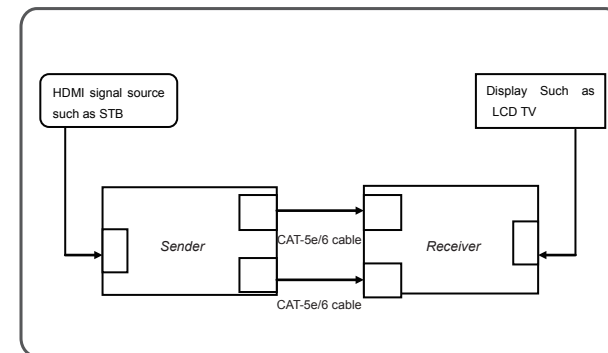 HDMI signal source
such as STB
Display Such as
LCD TV
Sender
CAT-5e/6 cable
Receiver
CAT-5e/6 cable